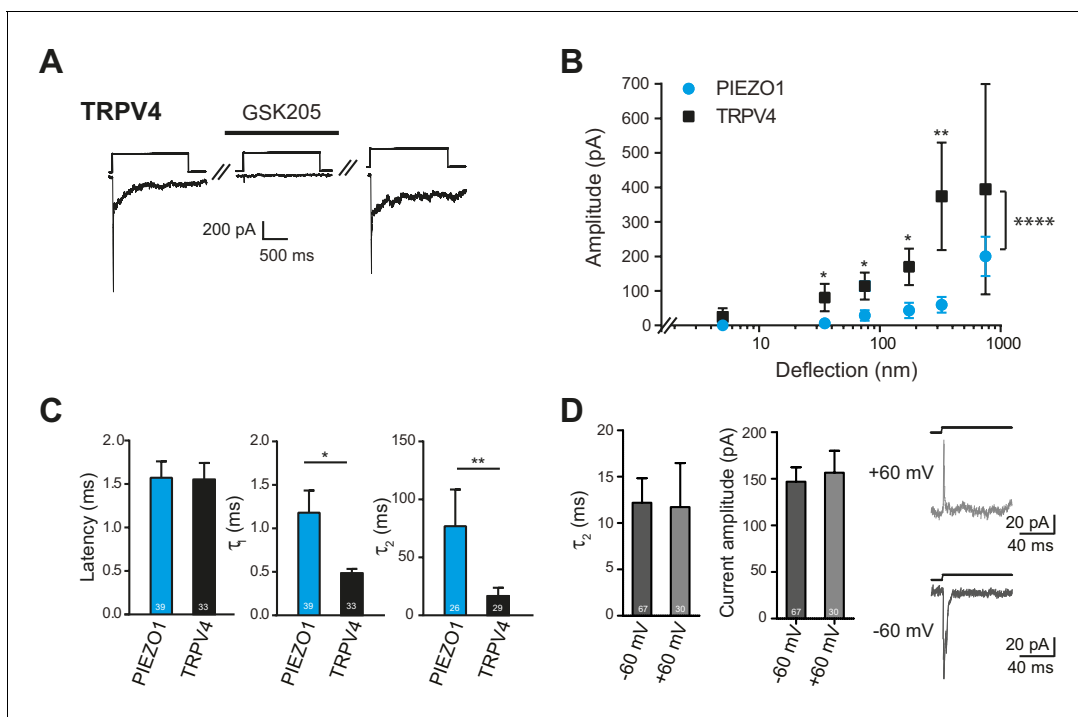 A
TRPV4
GSK205
200 pA
500 ms
B
PIEZO1
TRPV4
Amplitude (pA)
700
600
500
400
300
200
100
0
10
100
1000
Deflection (nm)
*
*
*
**
****
C
Latency (ms)
2.0
1.5
1.0
0.5
0.0
39
33
PIEZO1
TRPV4
τ1 (ms)
2.0
1.5
1.0
0.5
0.0
*
39
33
PIEZO1
TRPV4
τ2 (ms)
150
100
50
0
**
26
29
PIEZO1
TRPV4
D
τ2 (ms)
20
15
10
5
0
67
30
-60 mV
+60 mV
Current amplitude (pA)
200
150
100
50
0
67
30
-60 mV
+60 mV
+60 mV
20 pA
40 ms
-60 mV
20 pA
40 ms